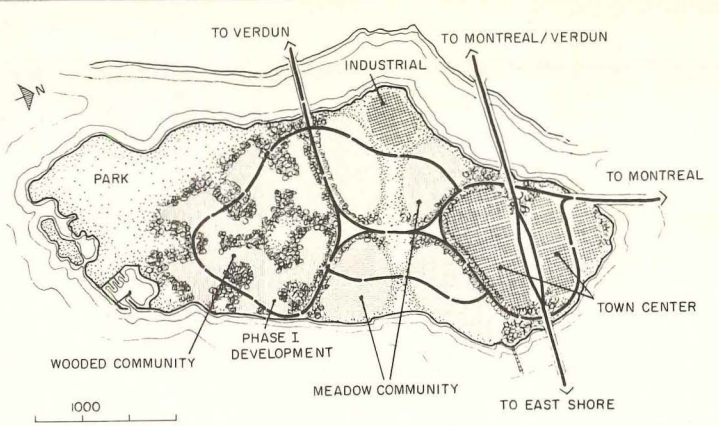 TO VERDUN
TO MONTREAL/VERDUN
INDUSTRIAL
N
PARK
TO MONTREAL
TOWN CENTER
PHASE I
DEVELOPMENT
WOODED COMMUNITY
MEADOW COMMUNITY
TO EAST SHORE
1000